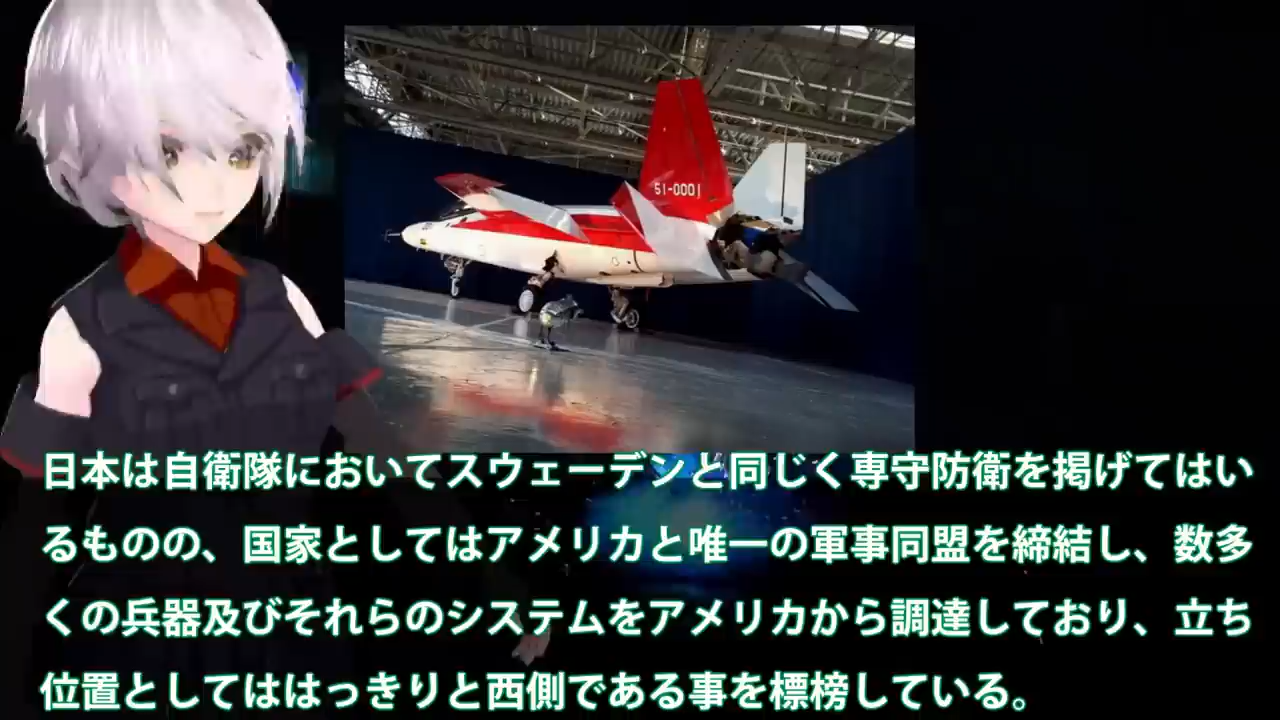 51-0001
日本は自衛隊においてスウェーデンと同じく専守防衛を掲げてはい
るものの、国家としてはアメリカと唯一の軍事同盟を締結し、数多
くの兵器及びそれらのシステムをアメリカから調達しており、立ち
位置としてははっきりと西側である事を標榜している。